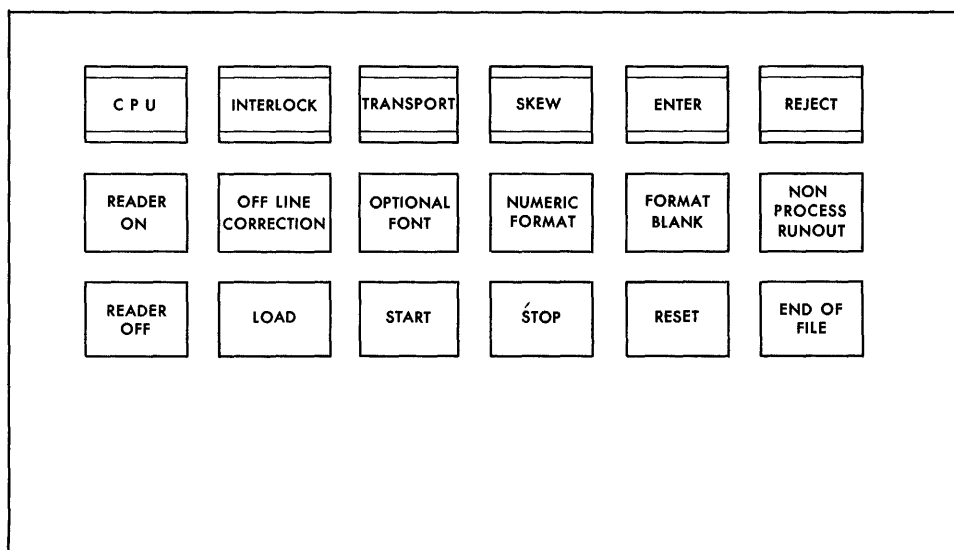 C P U
INTERLOCK
TRANSPORT
SKEW
ENTER
REJECT
READER
ON
OFF LINE
CORRECTION
OPTIONAL
FONT
NUMERIC
FORMAT
FORMAT
BLANK
NON
PROCESS
RUNOUT
READER
OFF
LOAD
START
STOP
RESET
END OF
FILE